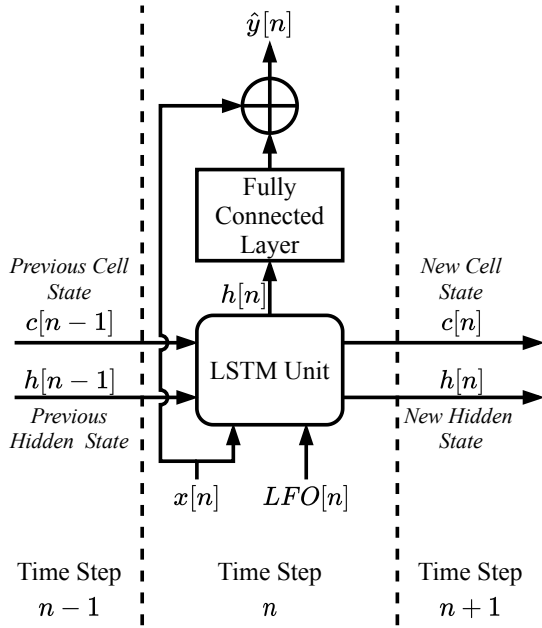 ŷ[n]
Fully
Connected
Layer
Previous Cell
State
c[n − 1]
h[n]
New Cell
State
c[n]
LSTM Unit
h[n − 1]
Previous
Hidden State
h[n]
New Hidden
State
x[n]
LFO[n]
Time Step
n − 1
Time Step
n
Time Step
n + 1